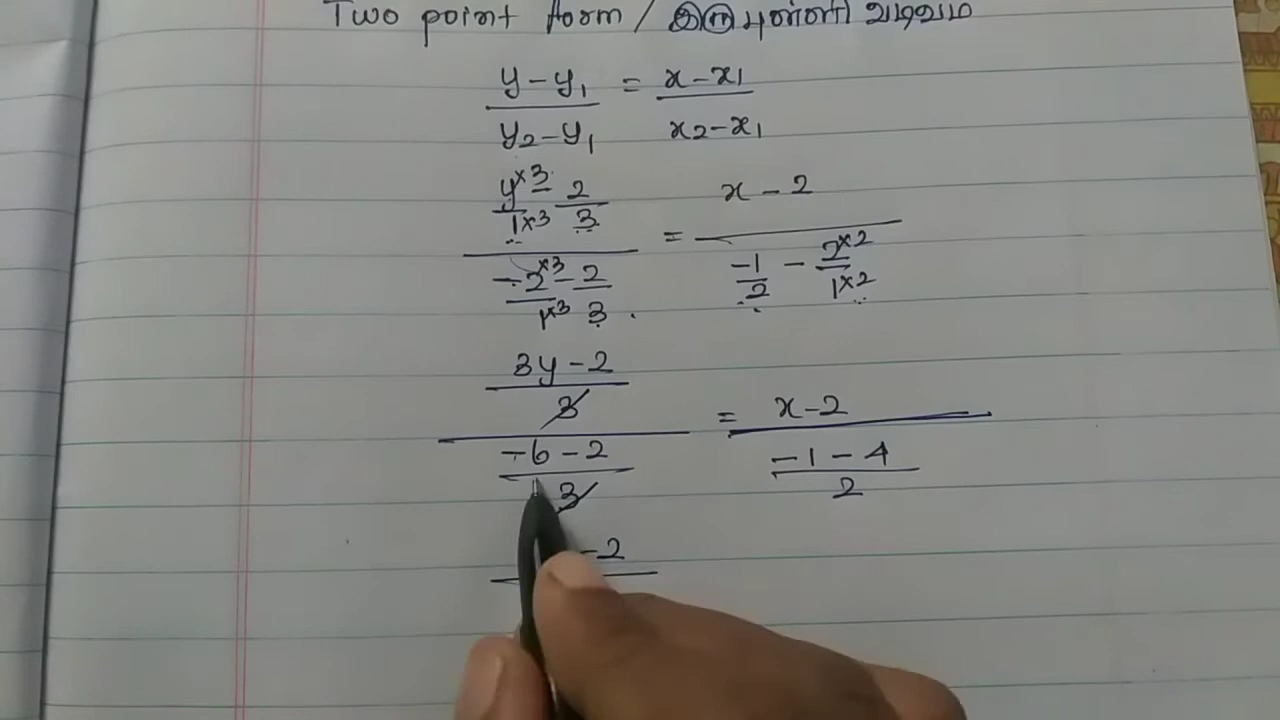 Two point form / இரு புள்ளி வடிவம்
y - y₁ / y₂ - y₁ = x - x₁ / x₂ - x₁
y×3 / 1×3 - 2 / 3 = x - 2
-2×3 / 1×3 - 2 / 3 . -1 / 2 - 2×2 / 1×2
3y - 2 / 3 = x - 2
-6 - 2 / 3 -1 - 4 / 2
- 2